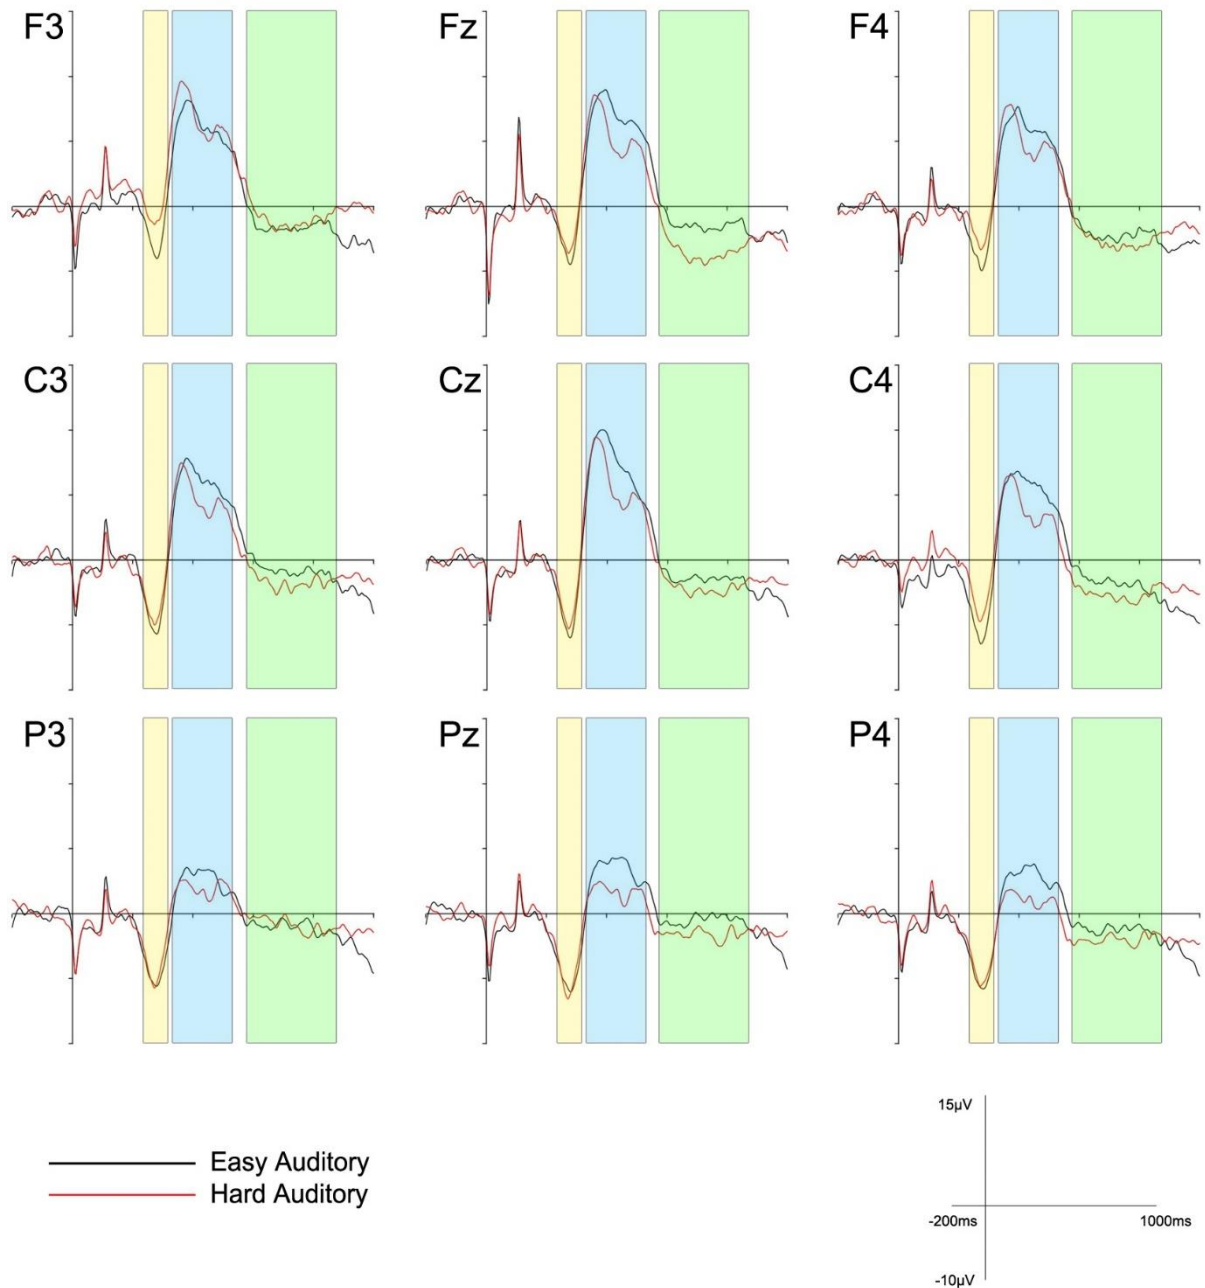 F3
Fz
F4
C3
Cz
C4
P3
Pz
P4
Easy Auditory
Hard Auditory
15µV
-200ms
1000ms
-10µV